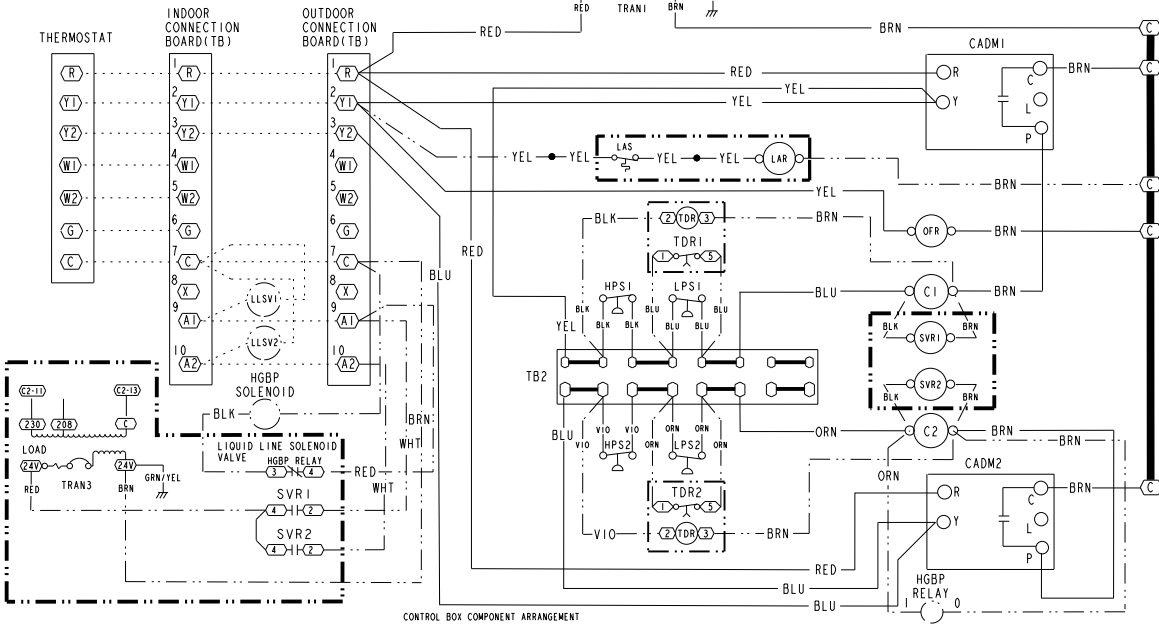 RED TRAN1 BRN
RED
BRN
C
THERMOSTAT
INDOOR
CONNECTION
BOARD(TB)
OUTDOOR
CONNECTION
BOARD(TB)
R
Y1
Y2
W1
W2
G
C
1 R
2 Y1
3 Y2
4 W1
5 W2
6 G
7 C
8 X
9 A1
10 A2
LLSV1
LLSV2
1 R
2 Y1
3 Y2
4 W1
5 W2
6 G
7 C
8 X
9 A1
10 A2
CADM1
R
Y
C
L
P
BRN
C
RED
YEL
YEL
YEL YEL LAS YEL YEL LAR
BRN
C
YEL
OFR
BRN
C
RED
BLU
BLK
2 TDR 3
BRN
TDR1
1 5
HPS1
LPS1
BLK
BLK
BLK
BLU
BLU
BLU
BLU
C1
BRN
YEL
BLK
BRN
SVR1
SVR2
BLK
BRN
TB2
BLU
VIO
VIO
VIO
ORN
ORN
ORN
ORN
HPS2
LPS2
ORN
C2
BRN
BRN
ORN
TDR2
1 5
VIO
2 TDR 3
BRN
CADM2
R
Y
C
L
P
BRN
C
RED
BLU
BLU
HGBP
RELAY
1 0
HGBP
SOLENOID
BLK
BRN
WHT
WHT
C2-11
C2-13
230
208
C
LOAD
24V
24V
TRAN3
RED
BRN
GRN/YEL
LIQUID LINE SOLENOID
VALVE
HGBP RELAY
3 4
RED
SVR1
4 2
SVR2
4 2
CONTROL BOX COMPONENT ARRANGEMENT